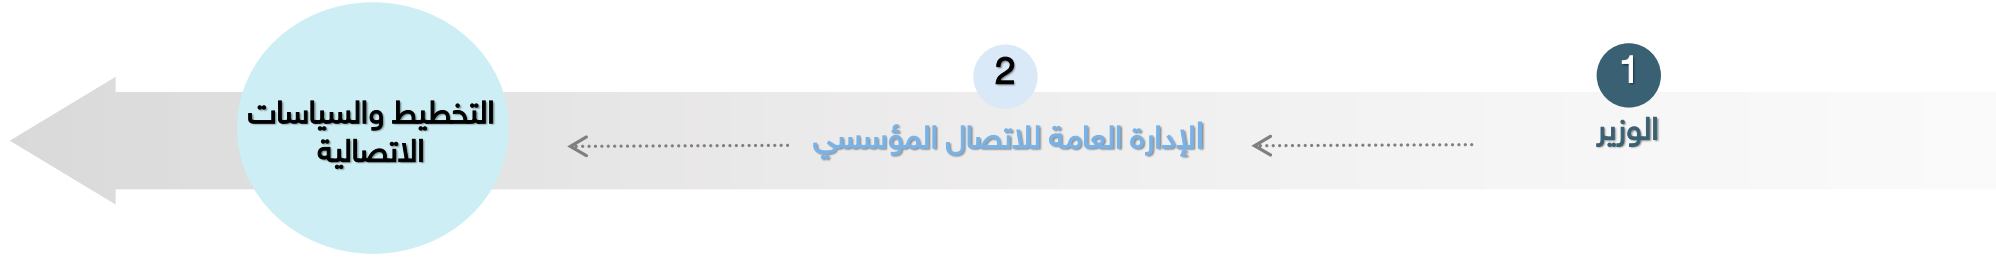 1
الوزير
2
الإدارة العامة للاتصال المؤسسي
التخطيط والسياسات
الاتصالية